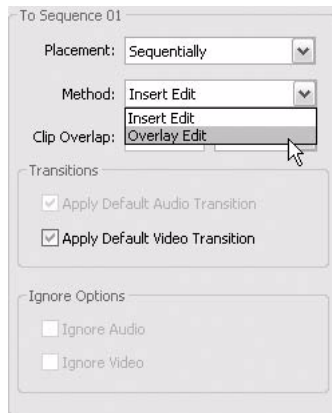 To Sequence 01
Placement: Sequentially
Method: Insert Edit
Insert Edit
Overlay Edit
Clip Overlap:
Transitions
Apply Default Audio Transition
Apply Default Video Transition
Ignore Options
Ignore Audio
Ignore Video